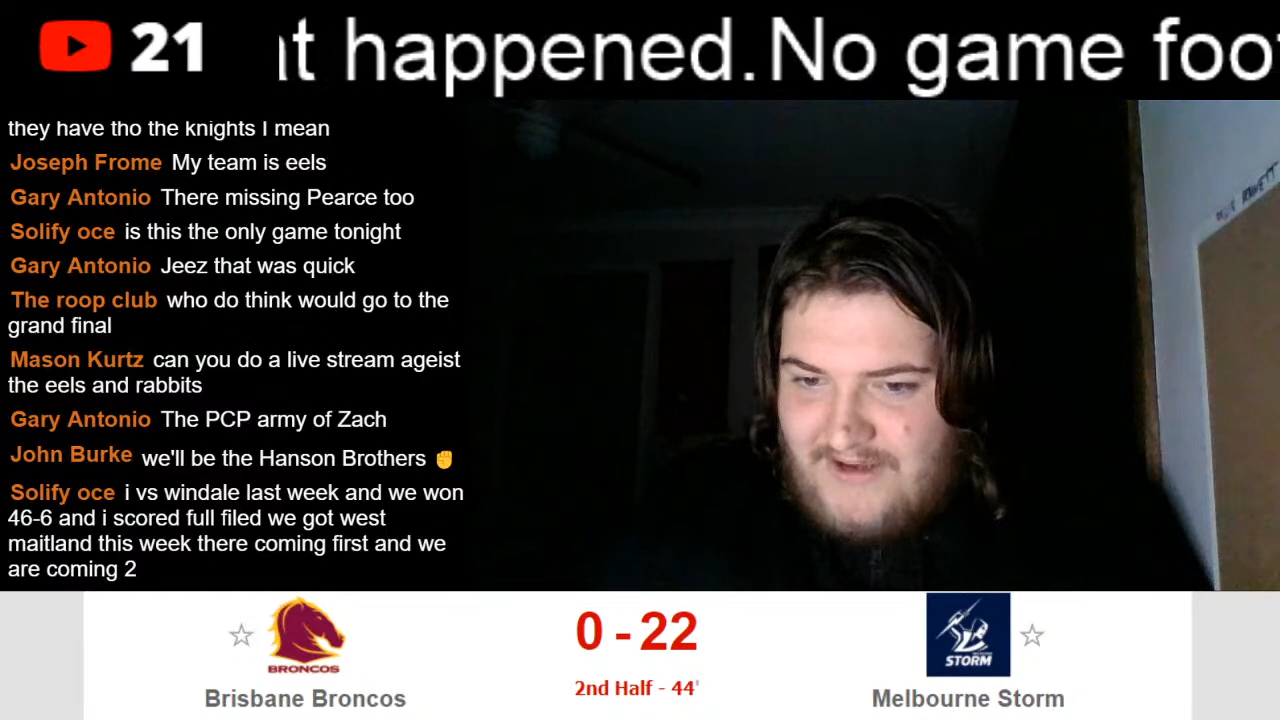 21
t happened.No game foo
they have tho the knights I mean
Joseph Frome My team is eels
Gary Antonio There missing Pearce too
Solify oce is this the only game tonight
Gary Antonio Jeez that was quick
The roop club who do think would go to the
grand final
Mason Kurtz can you do a live stream ageist
the eels and rabbits
Gary Antonio The PCP army of Zach
John Burke we'll be the Hanson Brothers ✊
Solify oce i vs windale last week and we won
46-6 and i scored full filed we got west
maitland this week there coming first and we
are coming 2
BRONCOS
Brisbane Broncos
0 - 22
2nd Half - 44'
STORM
Melbourne Storm